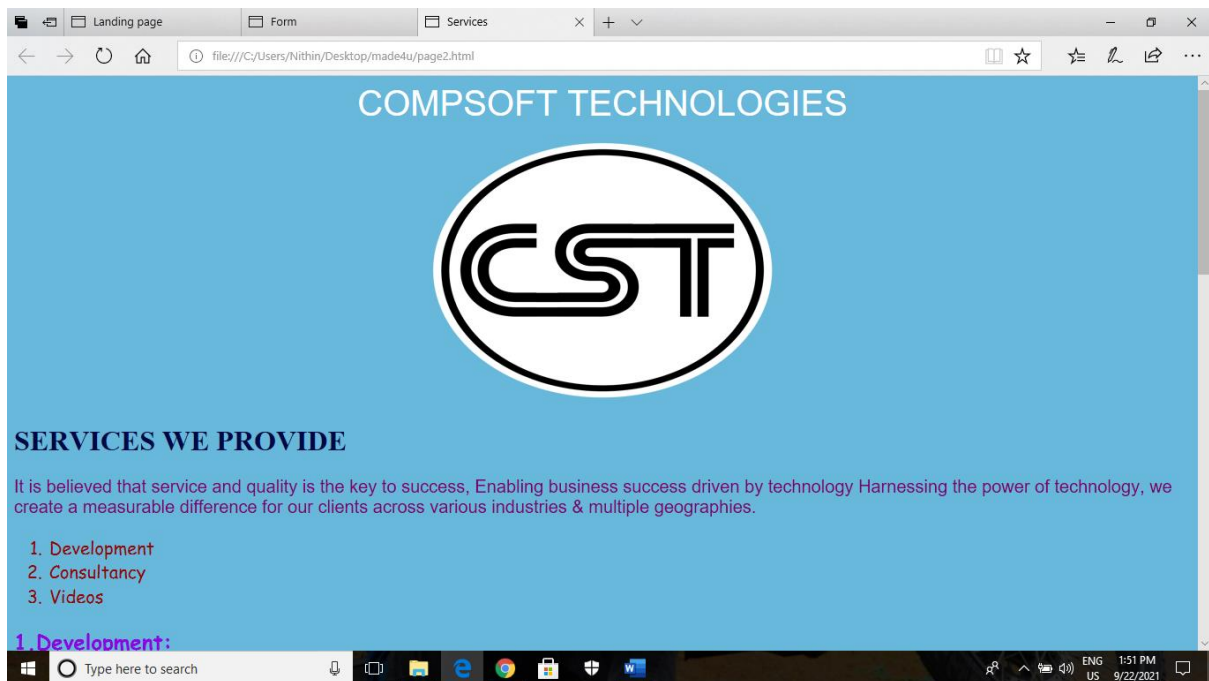 Landing page
Form
Services
file:///C:/Users/Nithin/Desktop/made4u/page2.html
COMPSOFT TECHNOLOGIES
CST
SERVICES WE PROVIDE
It is believed that service and quality is the key to success, Enabling business success driven by technology Harnessing the power of technology, we
create a measurable difference for our clients across various industries & multiple geographies.
1. Development
2. Consultancy
3. Videos
1.Development:
Type here to search
ENG
US
1:51 PM
9/22/2021